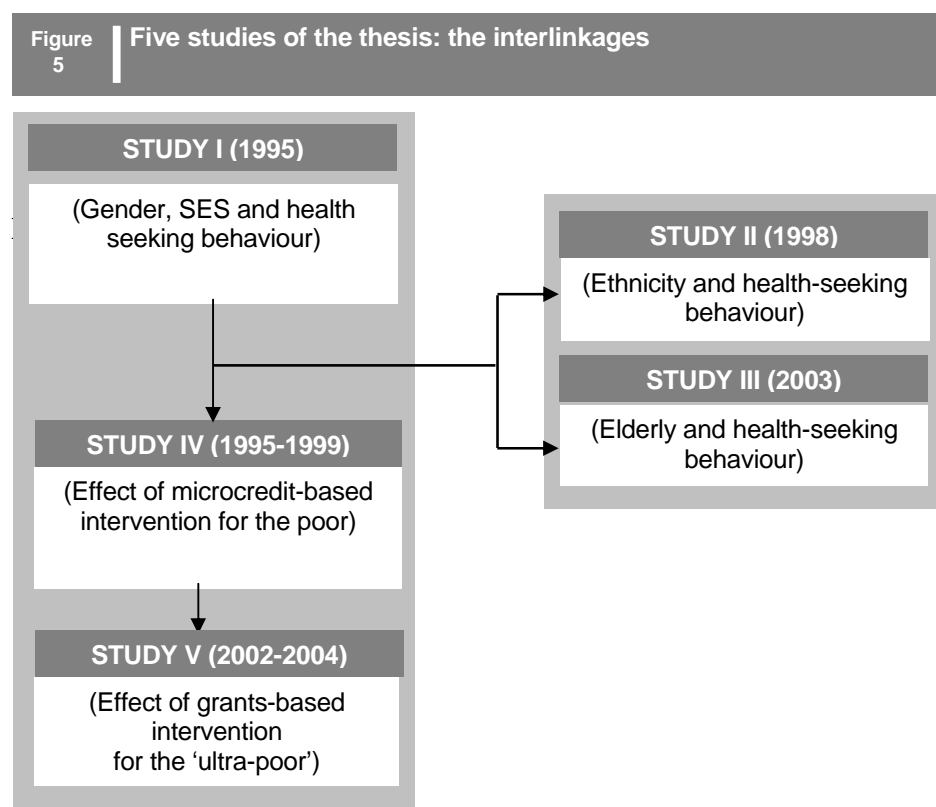 Figure
5
Five studies of the thesis: the interlinkages
STUDY I (1995)
(Gender, SES and health
seeking behaviour)
STUDY II (1998)
(Ethnicity and health-seeking
behaviour)
STUDY III (2003)
(Elderly and health-seeking
behaviour)
STUDY IV (1995-1999)
(Effect of microcredit-based
intervention for the poor)
STUDY V (2002-2004)
(Effect of grants-based
intervention
for the ‘ultra-poor’)